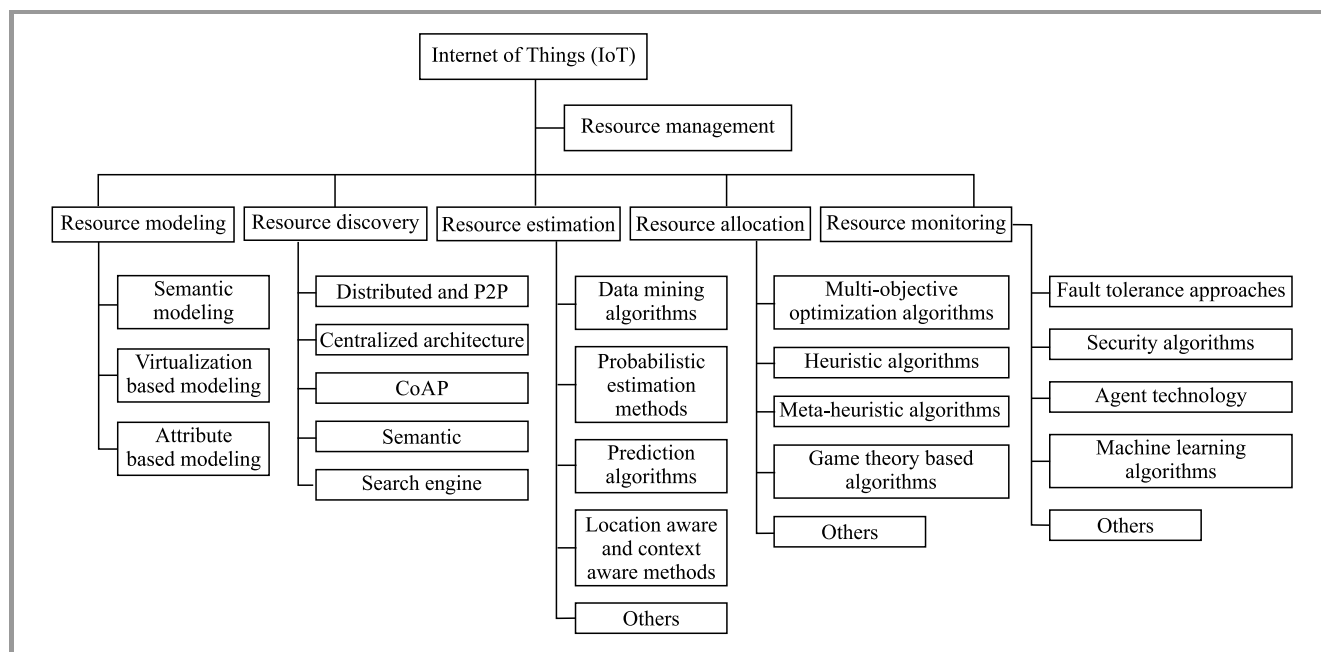 Internet of Things (IoT)
Resource management
Resource modeling
Resource discovery
Resource estimation
Resource allocation
Resource monitoring
Semantic
modeling
Virtualization
based modeling
Attribute
based modeling
Distributed and P2P
Centralized architecture
CoAP
Semantic
Search engine
Data mining
algorithms
Probabilistic
estimation
methods
Prediction
algorithms
Location aware
and context
aware methods
Others
Multi-objective
optimization algorithms
Heuristic algorithms
Meta-heuristic algorithms
Game theory based
algorithms
Others
Fault tolerance approaches
Security algorithms
Agent technology
Machine learning
algorithms
Others